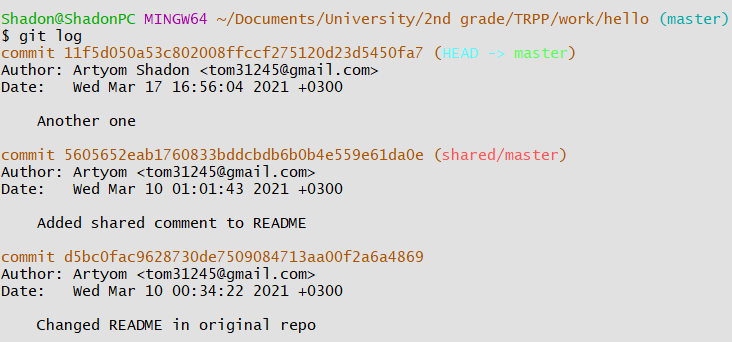 Shadon@ShadonPC MINGW64 ~/Documents/University/2nd grade/TRPP/work/hello (master)
$ git log
commit 11f5d050a53c802008ffccf275120d23d5450fa7 (HEAD -> master)
Author: Artyom Shadon <tom31245@gmail.com>
Date:   Wed Mar 17 16:56:04 2021 +0300
    Another one
commit 5605652eab1760833bddcbdb6b0b4e559e61da0e (shared/master)
Author: Artyom <tom31245@gmail.com>
Date:   Wed Mar 10 01:01:43 2021 +0300
    Added shared comment to README
commit d5bc0fac9628730de7509084713aa00f2a6a4869
Author: Artyom <tom31245@gmail.com>
Date:   Wed Mar 10 00:34:22 2021 +0300
    Changed README in original repo